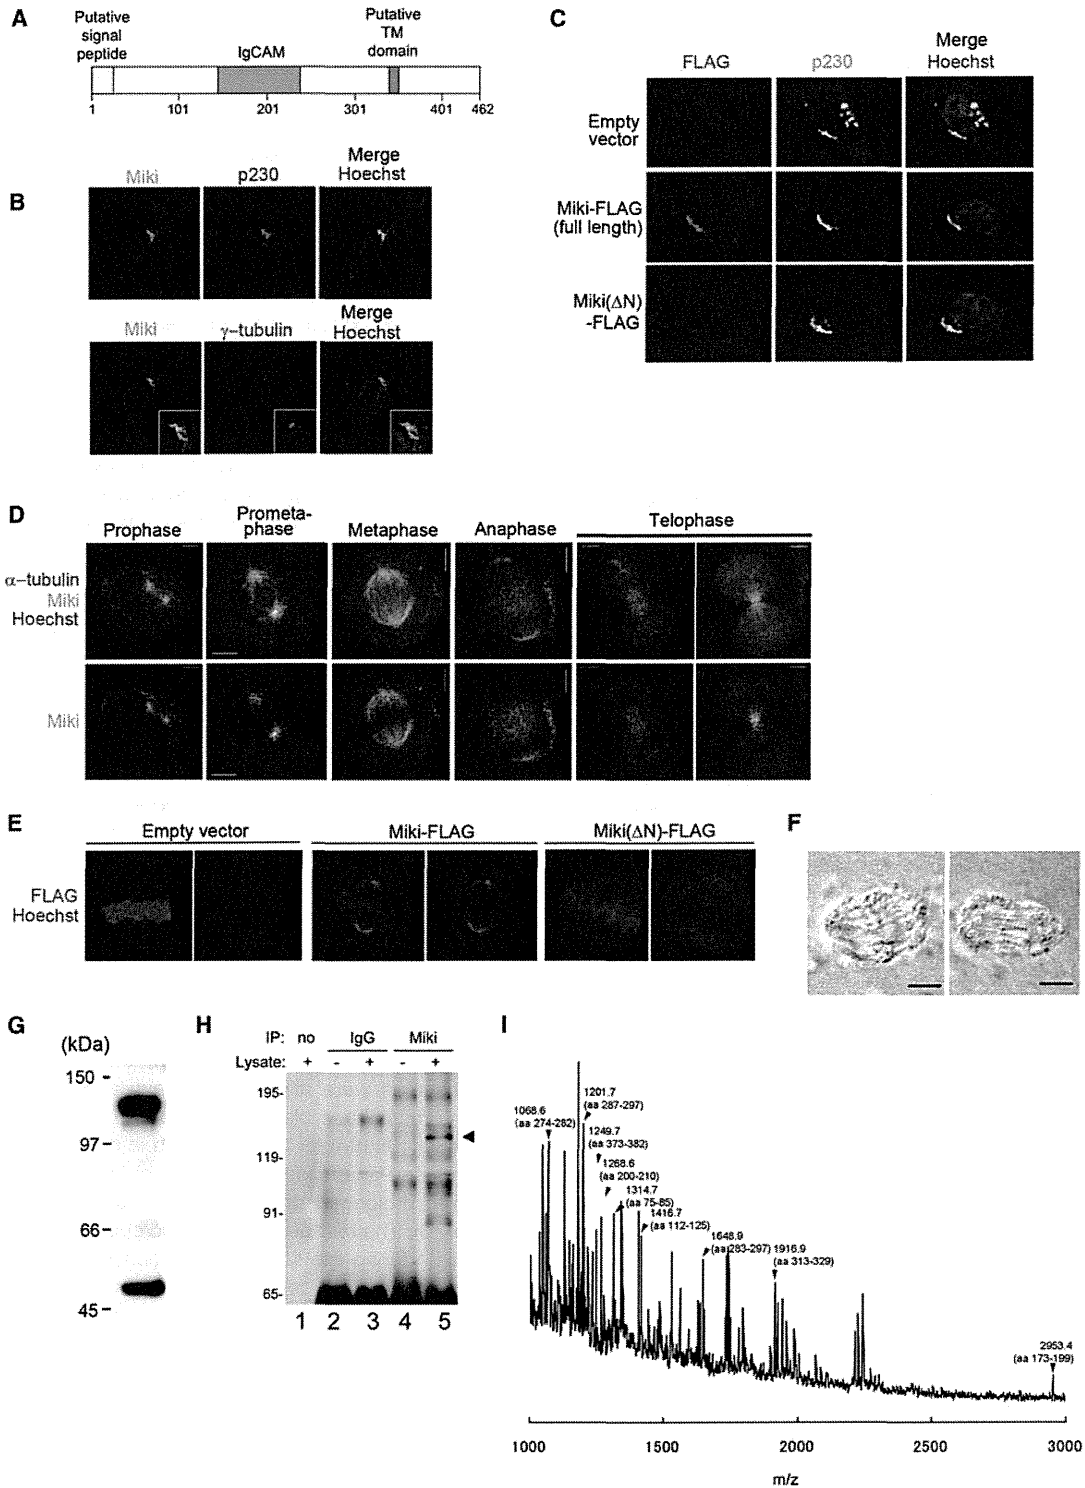 A
Putative
signal
peptide
IgCAM
Putative
TM
domain
1
101
201
301
401
462
B
Miki
p230
Merge
Hoechst
Miki
γ–tubulin
Merge
Hoechst
C
FLAG
p230
Merge
Hoechst
Empty
vector
Miki-FLAG
(full length)
Miki(ΔN)
-FLAG
D
Prophase
Prometa-
phase
Metaphase
Anaphase
Telophase
α–tubulin
Miki
Hoechst
Miki
E
Empty vector
Miki-FLAG
Miki(ΔN)-FLAG
FLAG
Hoechst
F
G
(kDa)
150
97
66
45
H
IP: no IgG Miki
Lysate: + - + - +
195-
119-
91-
65-
1 2 3 4 5
I
1068.6
(aa 274-282)
1201.7
(aa 287-297)
1249.7
(aa 373-382)
1268.6
(aa 200-210)
1314.7
(aa 75-85)
1416.7
(aa 112-125)
1648.9
(aa 283-297)
1916.9
(aa 313-329)
2953.4
(aa 173-199)
1000 1500 2000 2500 3000
m/z